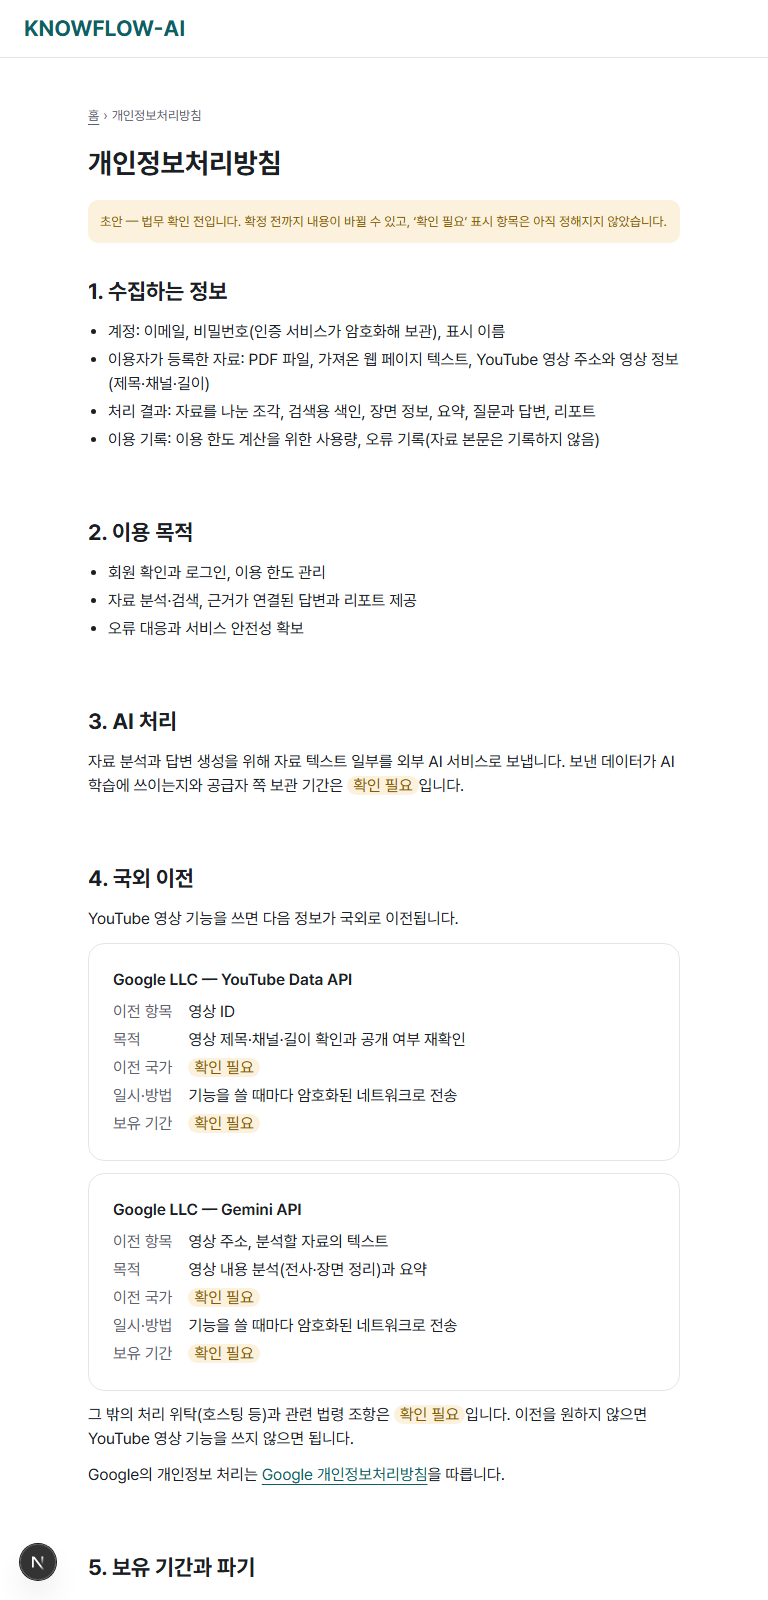 KNOWFLOW-AI
홈 › 개인정보처리방침
개인정보처리방침
초안 — 법무 확인 전입니다. 확정 전까지 내용이 바뀔 수 있고, ‘확인 필요’ 표시 항목은 아직 정해지지 않았습니다.
1. 수집하는 정보
• 계정: 이메일, 비밀번호(인증 서비스가 암호화해 보관), 표시 이름
• 이용자가 등록한 자료: PDF 파일, 가져온 웹 페이지 텍스트, YouTube 영상 주소와 영상 정보
(제목·채널·길이)
• 처리 결과: 자료를 나눈 조각, 검색용 색인, 장면 정보, 요약, 질문과 답변, 리포트
• 이용 기록: 이용 한도 계산을 위한 사용량, 오류 기록(자료 본문은 기록하지 않음)
2. 이용 목적
• 회원 확인과 로그인, 이용 한도 관리
• 자료 분석·검색, 근거가 연결된 답변과 리포트 제공
• 오류 대응과 서비스 안전성 확보
3. AI 처리
자료 분석과 답변 생성을 위해 자료 텍스트 일부를 외부 AI 서비스로 보냅니다. 보낸 데이터가 AI
학습에 쓰이는지와 공급자 쪽 보관 기간은 확인 필요 입니다.
4. 국외 이전
YouTube 영상 기능을 쓰면 다음 정보가 국외로 이전됩니다.
Google LLC — YouTube Data API
이전 항목 영상 ID
목적 영상 제목·채널·길이 확인과 공개 여부 재확인
이전 국가 확인 필요
일시·방법 기능을 쓸 때마다 암호화된 네트워크로 전송
보유 기간 확인 필요
Google LLC — Gemini API
이전 항목 영상 주소, 분석할 자료의 텍스트
목적 영상 내용 분석(전사·장면 정리)과 요약
이전 국가 확인 필요
일시·방법 기능을 쓸 때마다 암호화된 네트워크로 전송
보유 기간 확인 필요
그 밖의 처리 위탁(호스팅 등)과 관련 법령 조항은 확인 필요 입니다. 이전을 원하지 않으면
YouTube 영상 기능을 쓰지 않으면 됩니다.
Google의 개인정보 처리는 Google 개인정보처리방침을 따릅니다.
N
5. 보유 기간과 파기